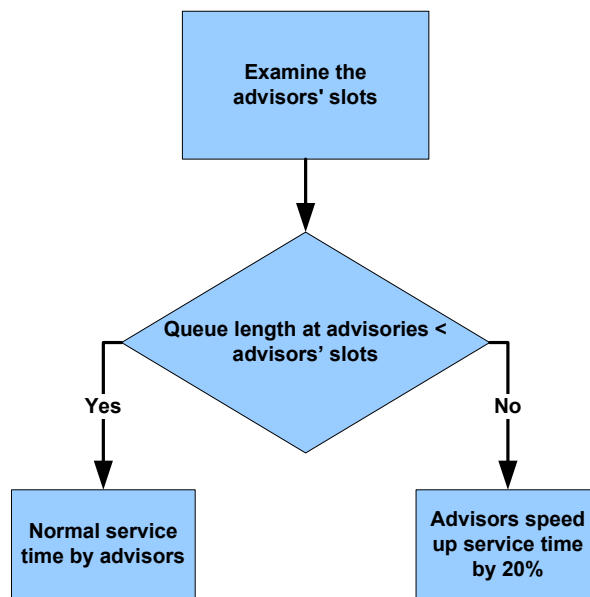 Examine the
advisors' slots
Queue length at advisories <
advisors’ slots
Yes
No
Normal service
time by advisors
Advisors speed
up service time
by 20%